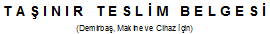 TAŞINIR TESLİM BELGESİ
(Demirbaş, Makine ve Cihaz İçin)